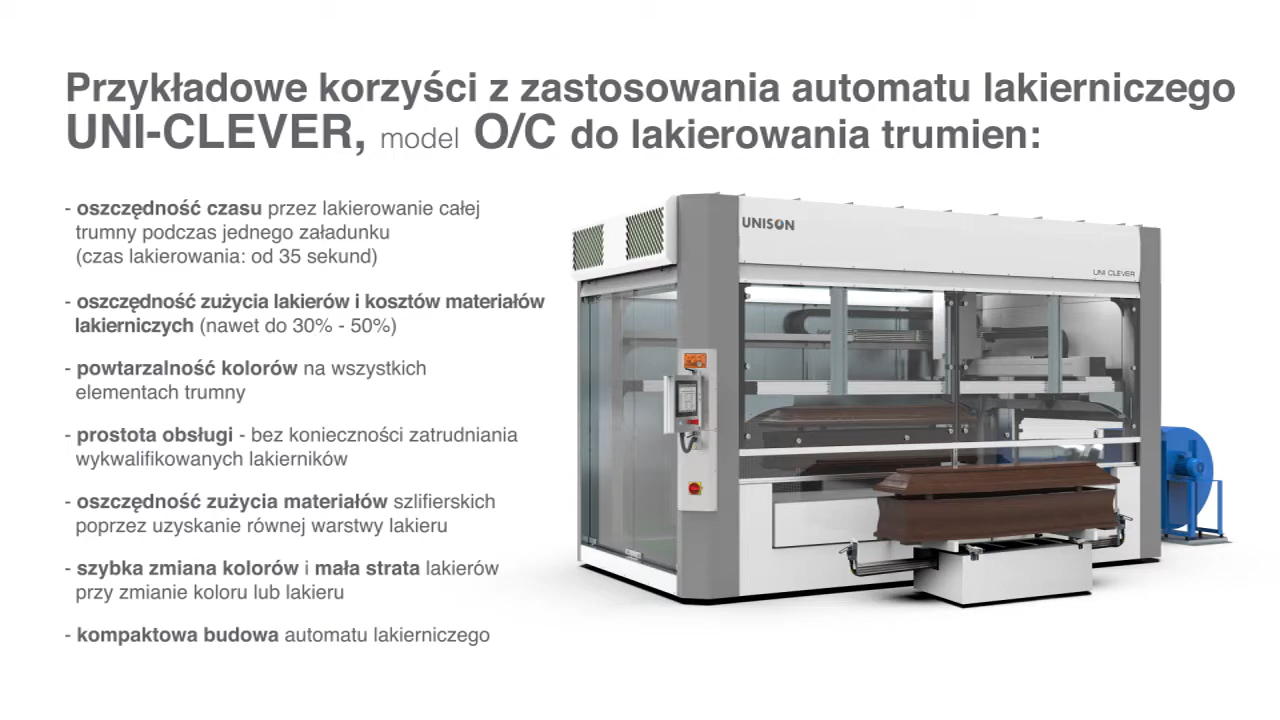 Przykładowe korzyści z zastosowania automatu lakierniczego
UNI-CLEVER, model O/C do lakierowania trumien:
- oszczędność czasu przez lakierowanie całej
trumny podczas jednego załadunku
(czas lakierowania: od 35 sekund)
- oszczędność zużycia lakierów i kosztów materiałów
lakierniczych (nawet do 30% - 50%)
- powtarzalność kolorów na wszystkich
elementach trumny
- prostota obsługi - bez konieczności zatrudniania
wykwalifikowanych lakierników
- oszczędność zużycia materiałów szlifierskich
poprzez uzyskanie równej warstwy lakieru
- szybka zmiana kolorów i mała strata lakierów
przy zmianie koloru lub lakieru
- kompaktowa budowa automatu lakierniczego
UNISON
UNI CLEVER